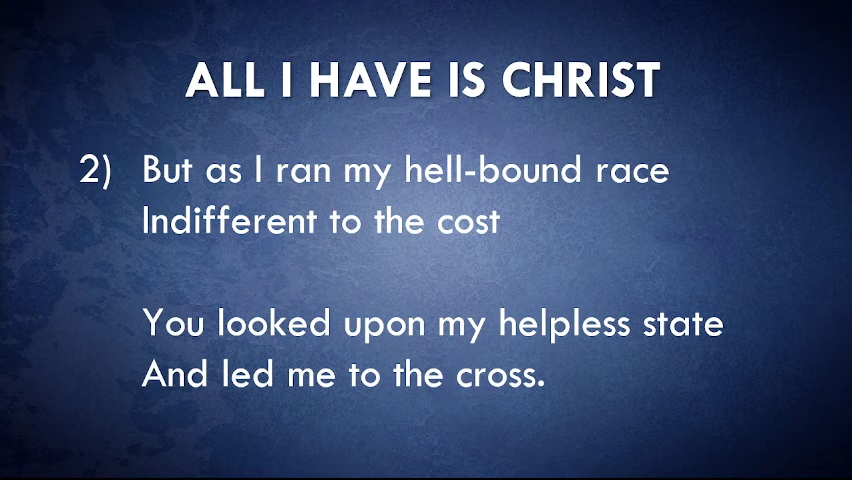 ALL I HAVE IS CHRIST
2) But as I ran my hell-bound race
Indifferent to the cost
You looked upon my helpless state
And led me to the cross.